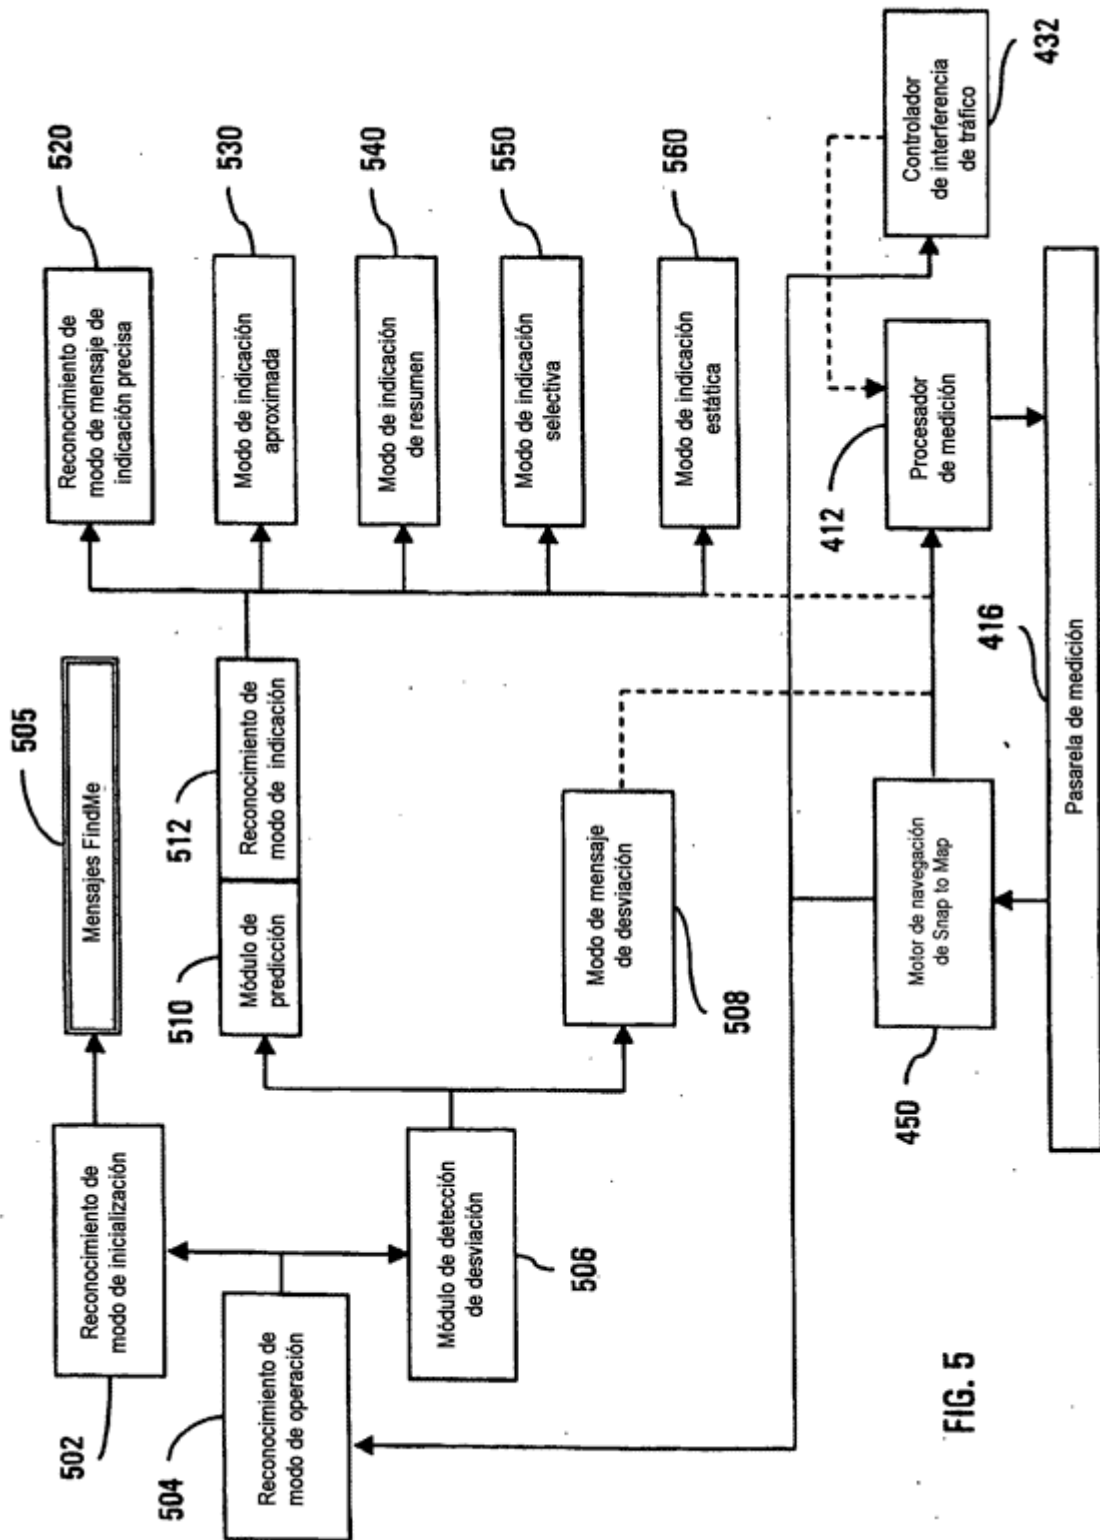 502
Reconocimiento de
modo de inicialización
505
Mensajes FindMe
504
Reconocimiento de
modo de operación
506
Módulo de detección
de desviación
510
Módulo de
predicción
512
Reconocimiento de
modo de indicación
508
Modo de mensaje
de desviación
520
Reconocimiento de
modo de mensaje de
indicación precisa
530
Modo de indicación
aproximada
540
Modo de indicación
de resumen
550
Modo de indicación
selectiva
560
Modo de indicación
estática
450
Motor de navegación
de Snap to Map
412
Procesador
de medición
432
Controlador
de interferencia
de tráfico
416
Pasarela de medición
FIG. 5